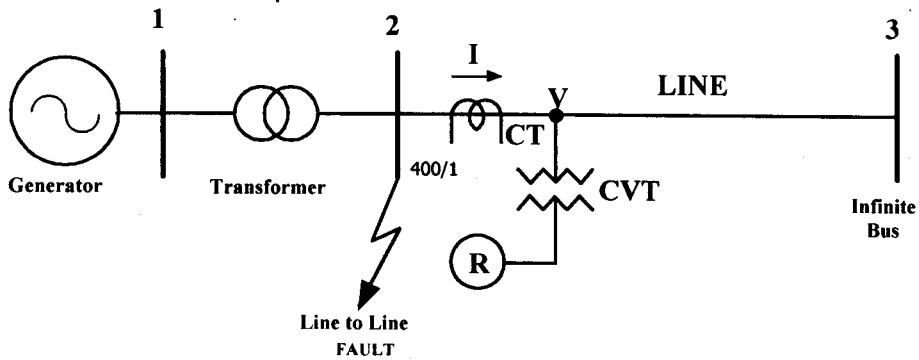 1
2
3
I
V
LINE
CT
400/1
CVT
Generator
Transformer
R
Infinite
Bus
Line to Line
FAULT